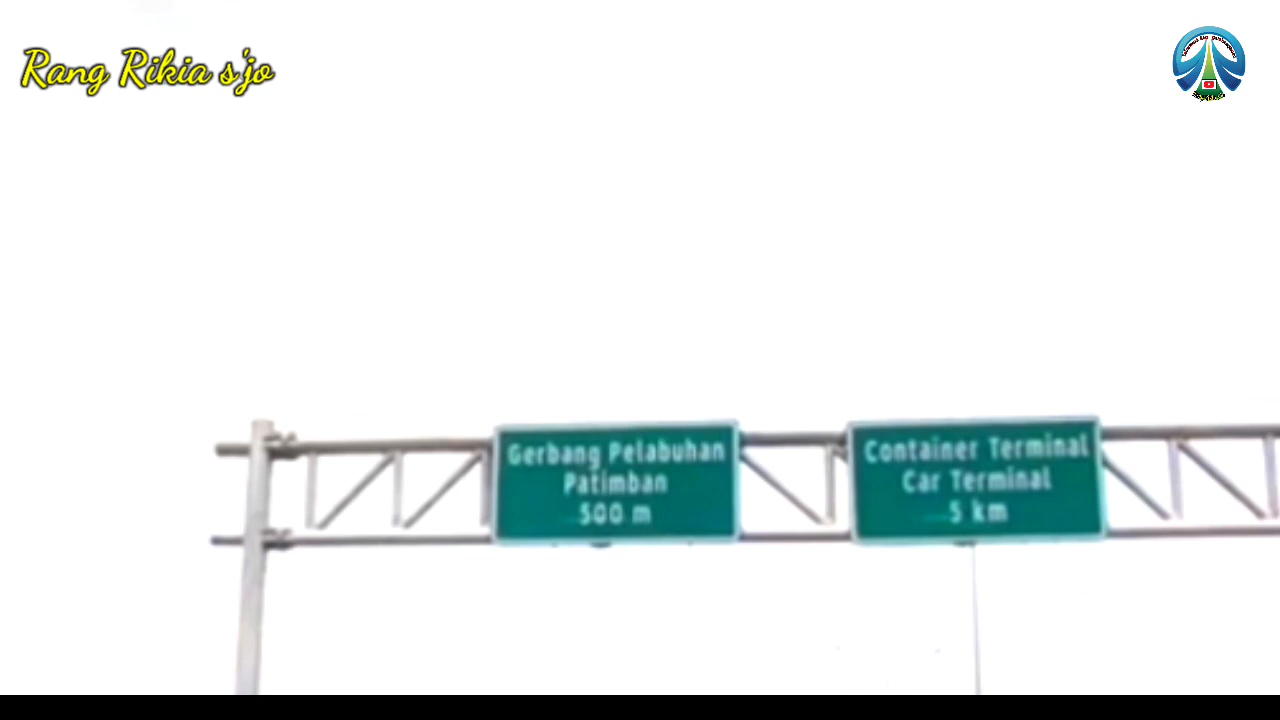 Rang Rikia s'jo
Gerbang Pelabuhan
Patimban
500 m
Container Terminal
Car Terminal
5 km